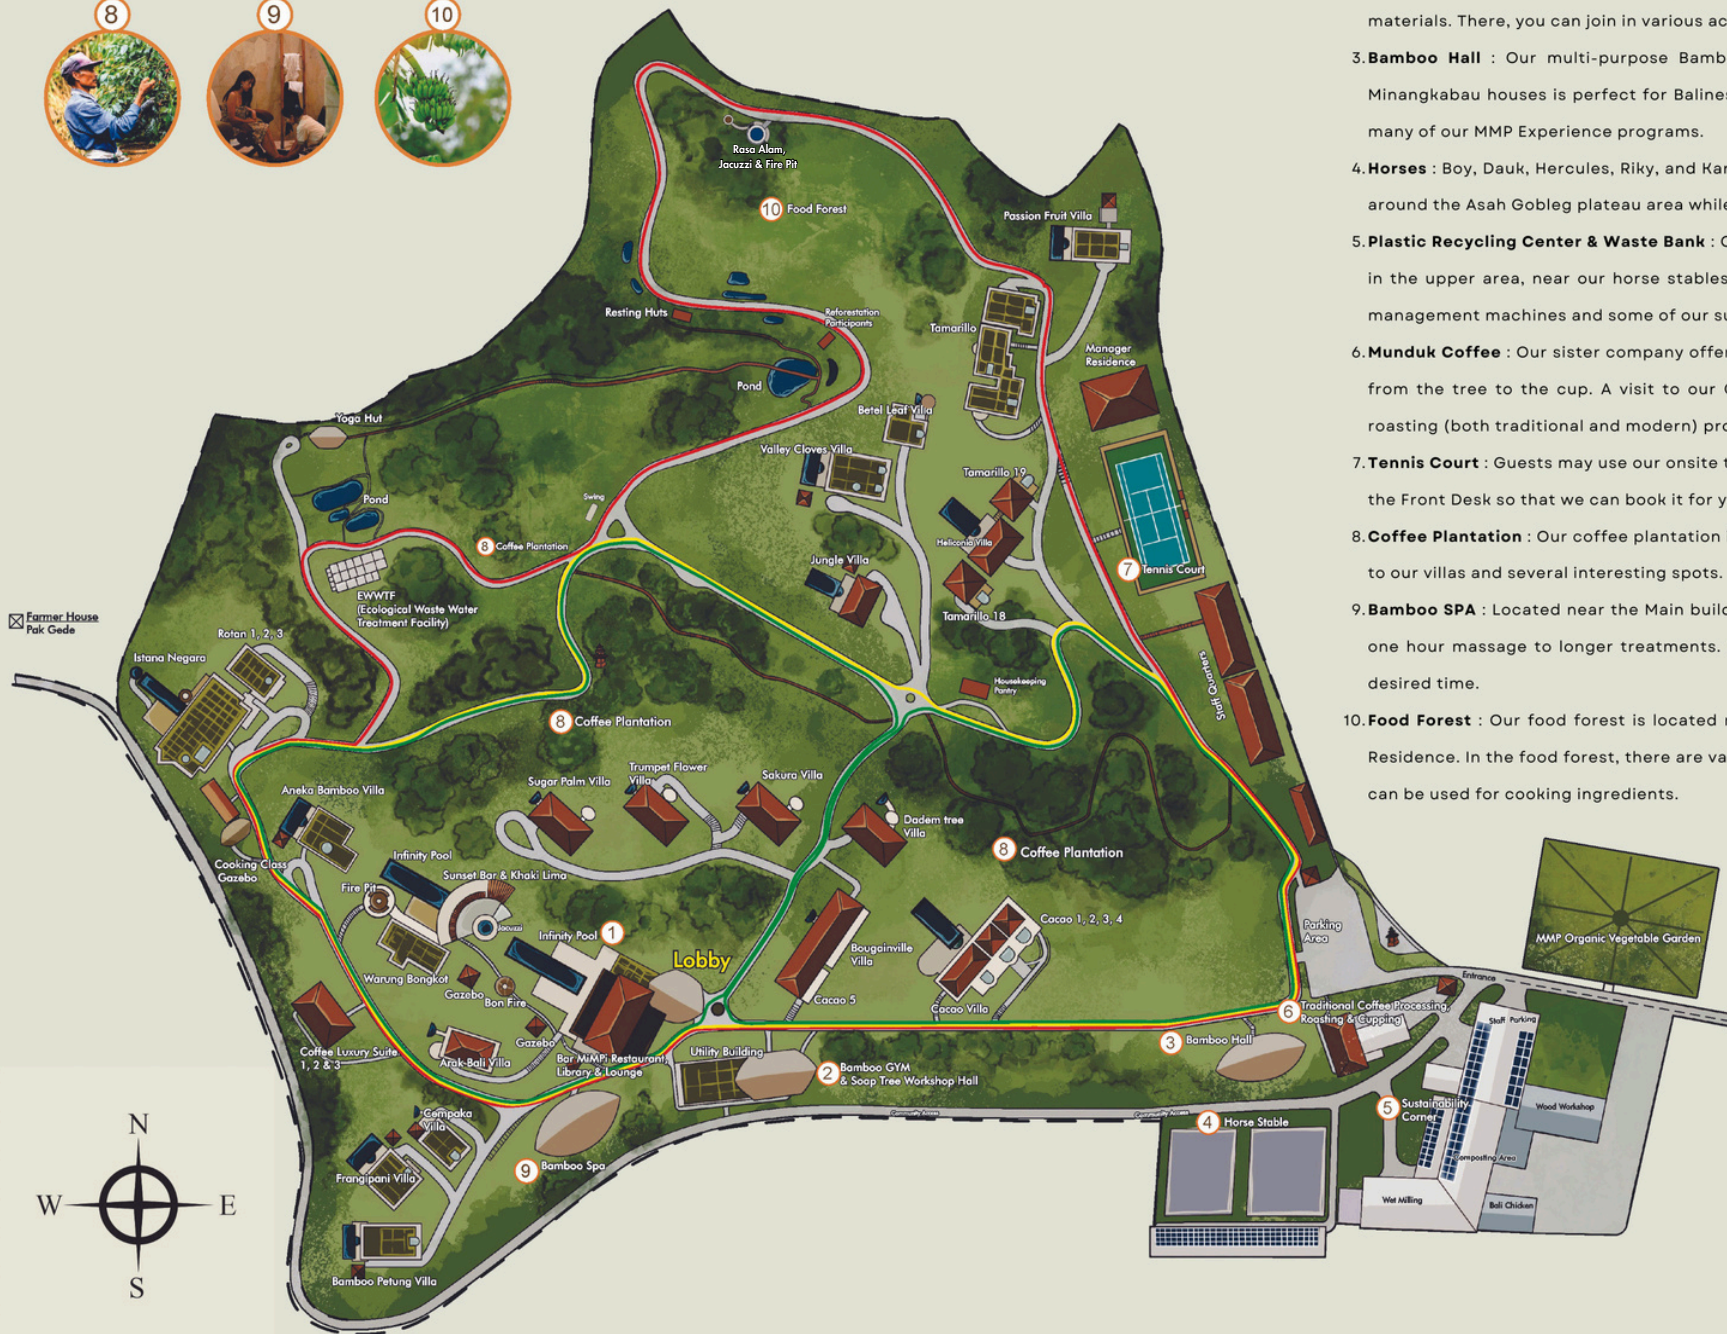 8
9
10
materials. There, you can join in various ac
3. Bamboo Hall : Our multi-purpose Bamb
Minangkabau houses is perfect for Baline
many of our MMP Experience programs.
4. Horses : Boy, Dauk, Hercules, Riky, and Kar
around the Asah Gobleg plateau area while
5. Plastic Recycling Center & Waste Bank :
in the upper area, near our horse stables
management machines and some of our su
6. Munduk Coffee : Our sister company offe
from the tree to the cup. A visit to our
roasting (both traditional and modern) pro
7. Tennis Court : Guests may use our onsite t
the Front Desk so that we can book it for y
8. Coffee Plantation : Our coffee plantation
to our villas and several interesting spots.
9. Bamboo SPA : Located near the Main build
one hour massage to longer treatments.
desired time.
10. Food Forest : Our food forest is located
Residence. In the food forest, there are va
can be used for cooking ingredients.
Rasa Alam,
Jacuzzi & Fire Pit
10 Food Forest
Passion Fruit Villa
Resting Huts
Reforestation
Participants
Tamarillo
Manager
Residence
Pond
Yoga Hut
Betel Leaf Villa
Valley Cloves Villa
Tamarillo 19
Pond
Swing
8 Coffee Plantation
Heliconia Villa
Jungle Villa
7 Tennis Court
EWWTF
(Ecological Waste Water
Treatment Facility)
Tamarillo 18
Farmer House
Pak Gede
Rotan 1, 2, 3
Istana Negara
Housekeeping
Pantry
Staff Quarters
8 Coffee Plantation
Sugar Palm Villa
Trumpet Flower
Villa
Sakura Villa
Aneka Bamboo Villa
Dadem tree
Villa
8 Coffee Plantation
Cooking Class
Gazebo
Infinity Pool
Sunset Bar & Khaki Lima
Fire Pit
Jacuzzi
Infinity Pool 1
Lobby
Cacao 1, 2, 3, 4
Parking
Area
MMP Organic Vegetable Garden
Bougainville
Villa
Warung Bongkot
Gazebo
Bon Fire
Cacao 5
Cacao Villa
Entrance
6 Traditional Coffee Processing,
Roasting & Cupping
Staff Parking
Gazebo
3 Bamboo Hall
Coffee Luxury Suite
1, 2 & 3
Arak Bali Villa
Bar MiMPi Restaurant,
Library & Lounge
Utility Building
2 Bamboo GYM
& Soap Tree Workshop Hall
Cempaka
Villa
Community Access
Community Access
4 Horse Stable
5 Sustainability
Corner
Wood Workshop
Composting Area
9 Bamboo Spa
Frangipani Villa
Wet Milling
Bali Chicken
Bamboo Petung Villa
N
W
E
S